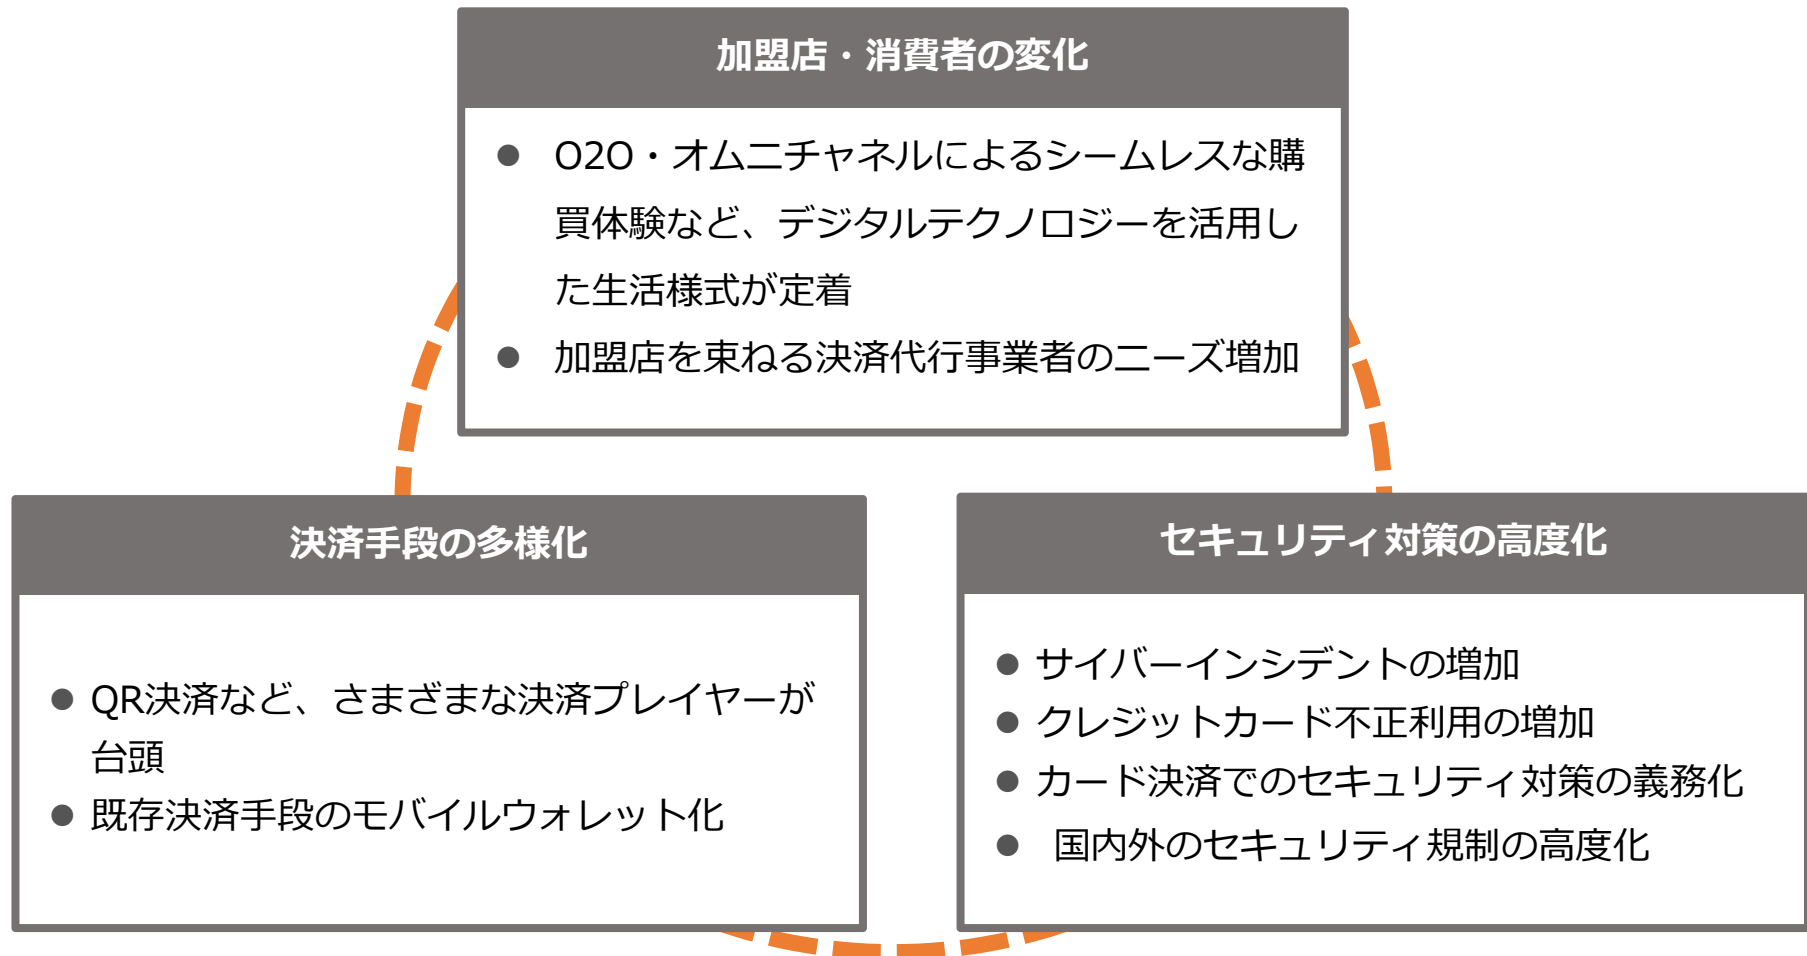 加盟店・消費者の変化
● O2O・オムニチャネルによるシームレスな購
買体験など、デジタルテクノロジーを活用し
た生活様式が定着
● 加盟店を束ねる決済代行事業者のニーズ増加
決済手段の多様化
● QR決済など、さまざまな決済プレイヤーが
台頭
● 既存決済手段のモバイルウォレット化
セキュリティ対策の高度化
● サイバーインシデントの増加
● クレジットカード不正利用の増加
● カード決済でのセキュリティ対策の義務化
● 国内外のセキュリティ規制の高度化